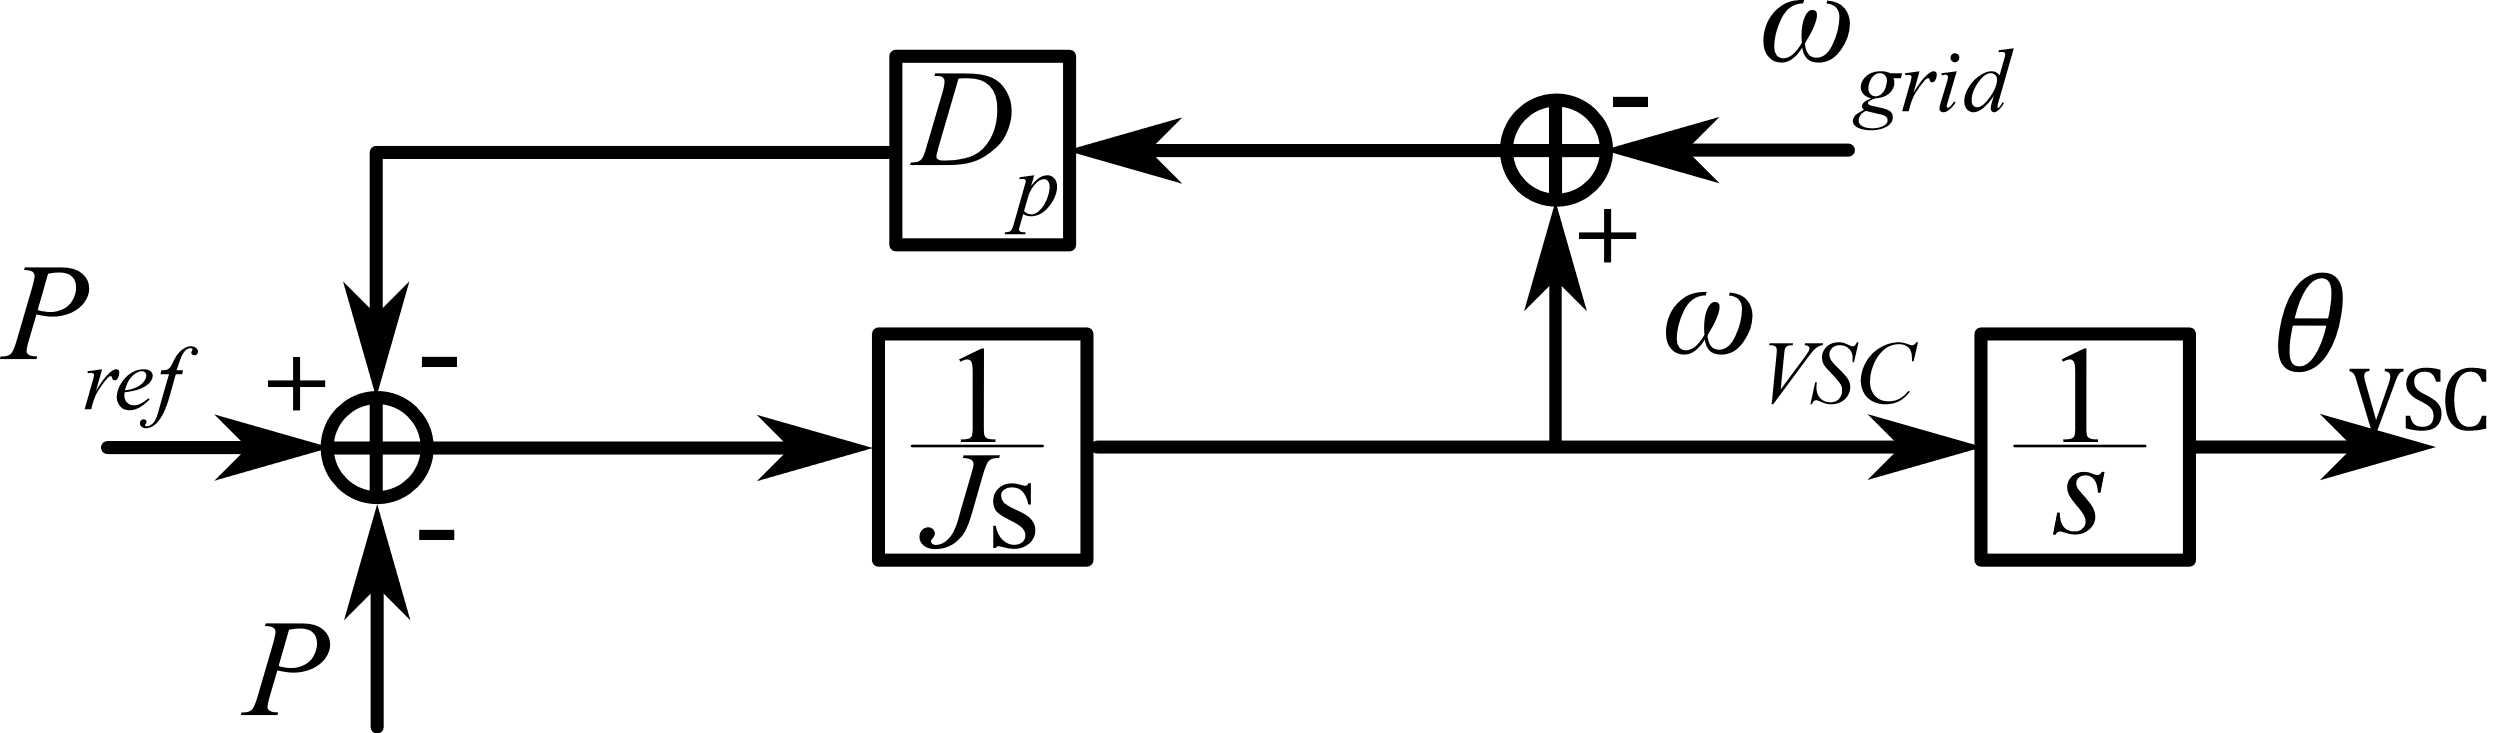 ω_grid
-
D_p
+
P_ref
+
-
ω_VSC
θ_VSC
1/Js
1/s
-
P